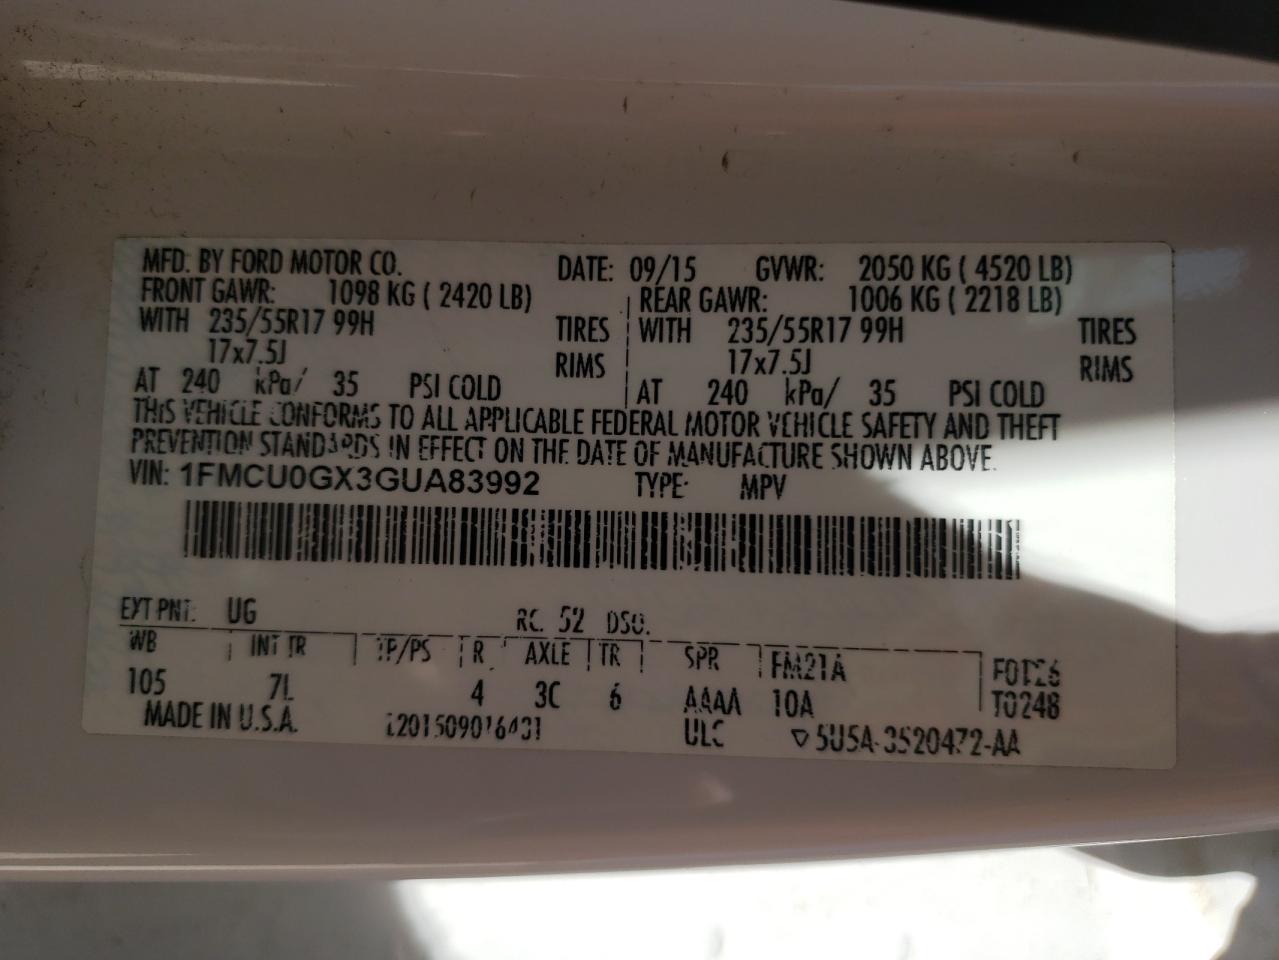 MFD. BY FORD MOTOR CO. DATE: 09/15 GVWR: 2050 KG ( 4520 LB)
FRONT GAWR: 1098 KG ( 2420 LB) REAR GAWR: 1006 KG ( 2218 LB)
WITH 235/55R17 99H TIRES WITH 235/55R17 99H TIRES
17x7.5J RIMS 17x7.5J RIMS
AT 240 kPa/ 35 PSI COLD AT 240 kPa/ 35 PSI COLD
THIS VEHICLE CONFORMS TO ALL APPLICABLE FEDERAL MOTOR VEHICLE SAFETY AND THEFT
PREVENTION STANDARDS IN EFFECT ON THE DATE OF MANUFACTURE SHOWN ABOVE.
VIN: 1FMCU0GX3GUA83992 TYPE: MPV
EXT PNT: UG RC: 52 DSO:
WB INT TR TP/PS R AXLE TR SPR FM21A
105 7L 4 3C 6 AAAA 10A T0248
MADE IN U.S.A. ULC ▽ 5U5A-3520472-AA